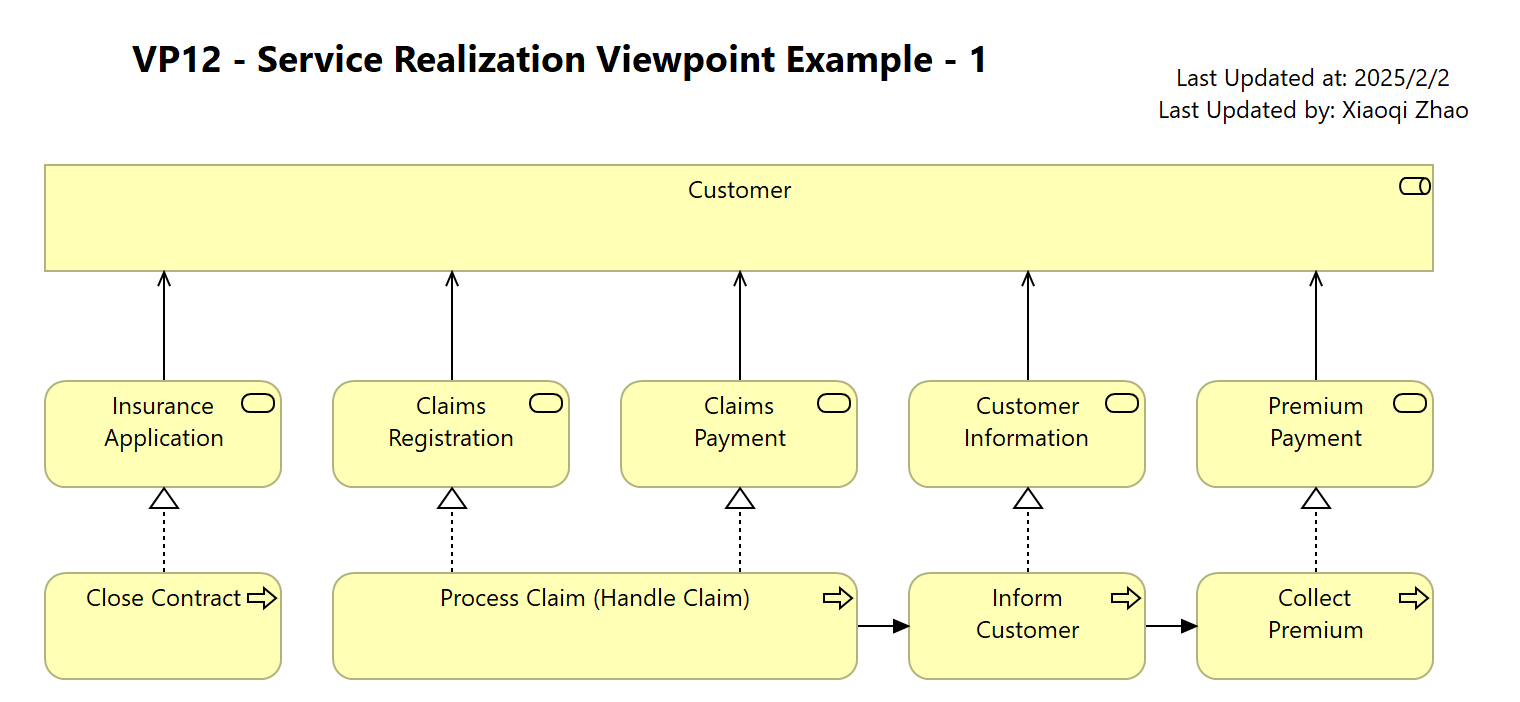 VP12 - Service Realization Viewpoint Example - 1
Last Updated at: 2025/2/2
Last Updated by: Xiaoqi Zhao
Customer
Insurance
Application
Claims
Registration
Claims
Payment
Customer
Information
Premium
Payment
Close Contract
Process Claim (Handle Claim)
Inform
Customer
Collect
Premium